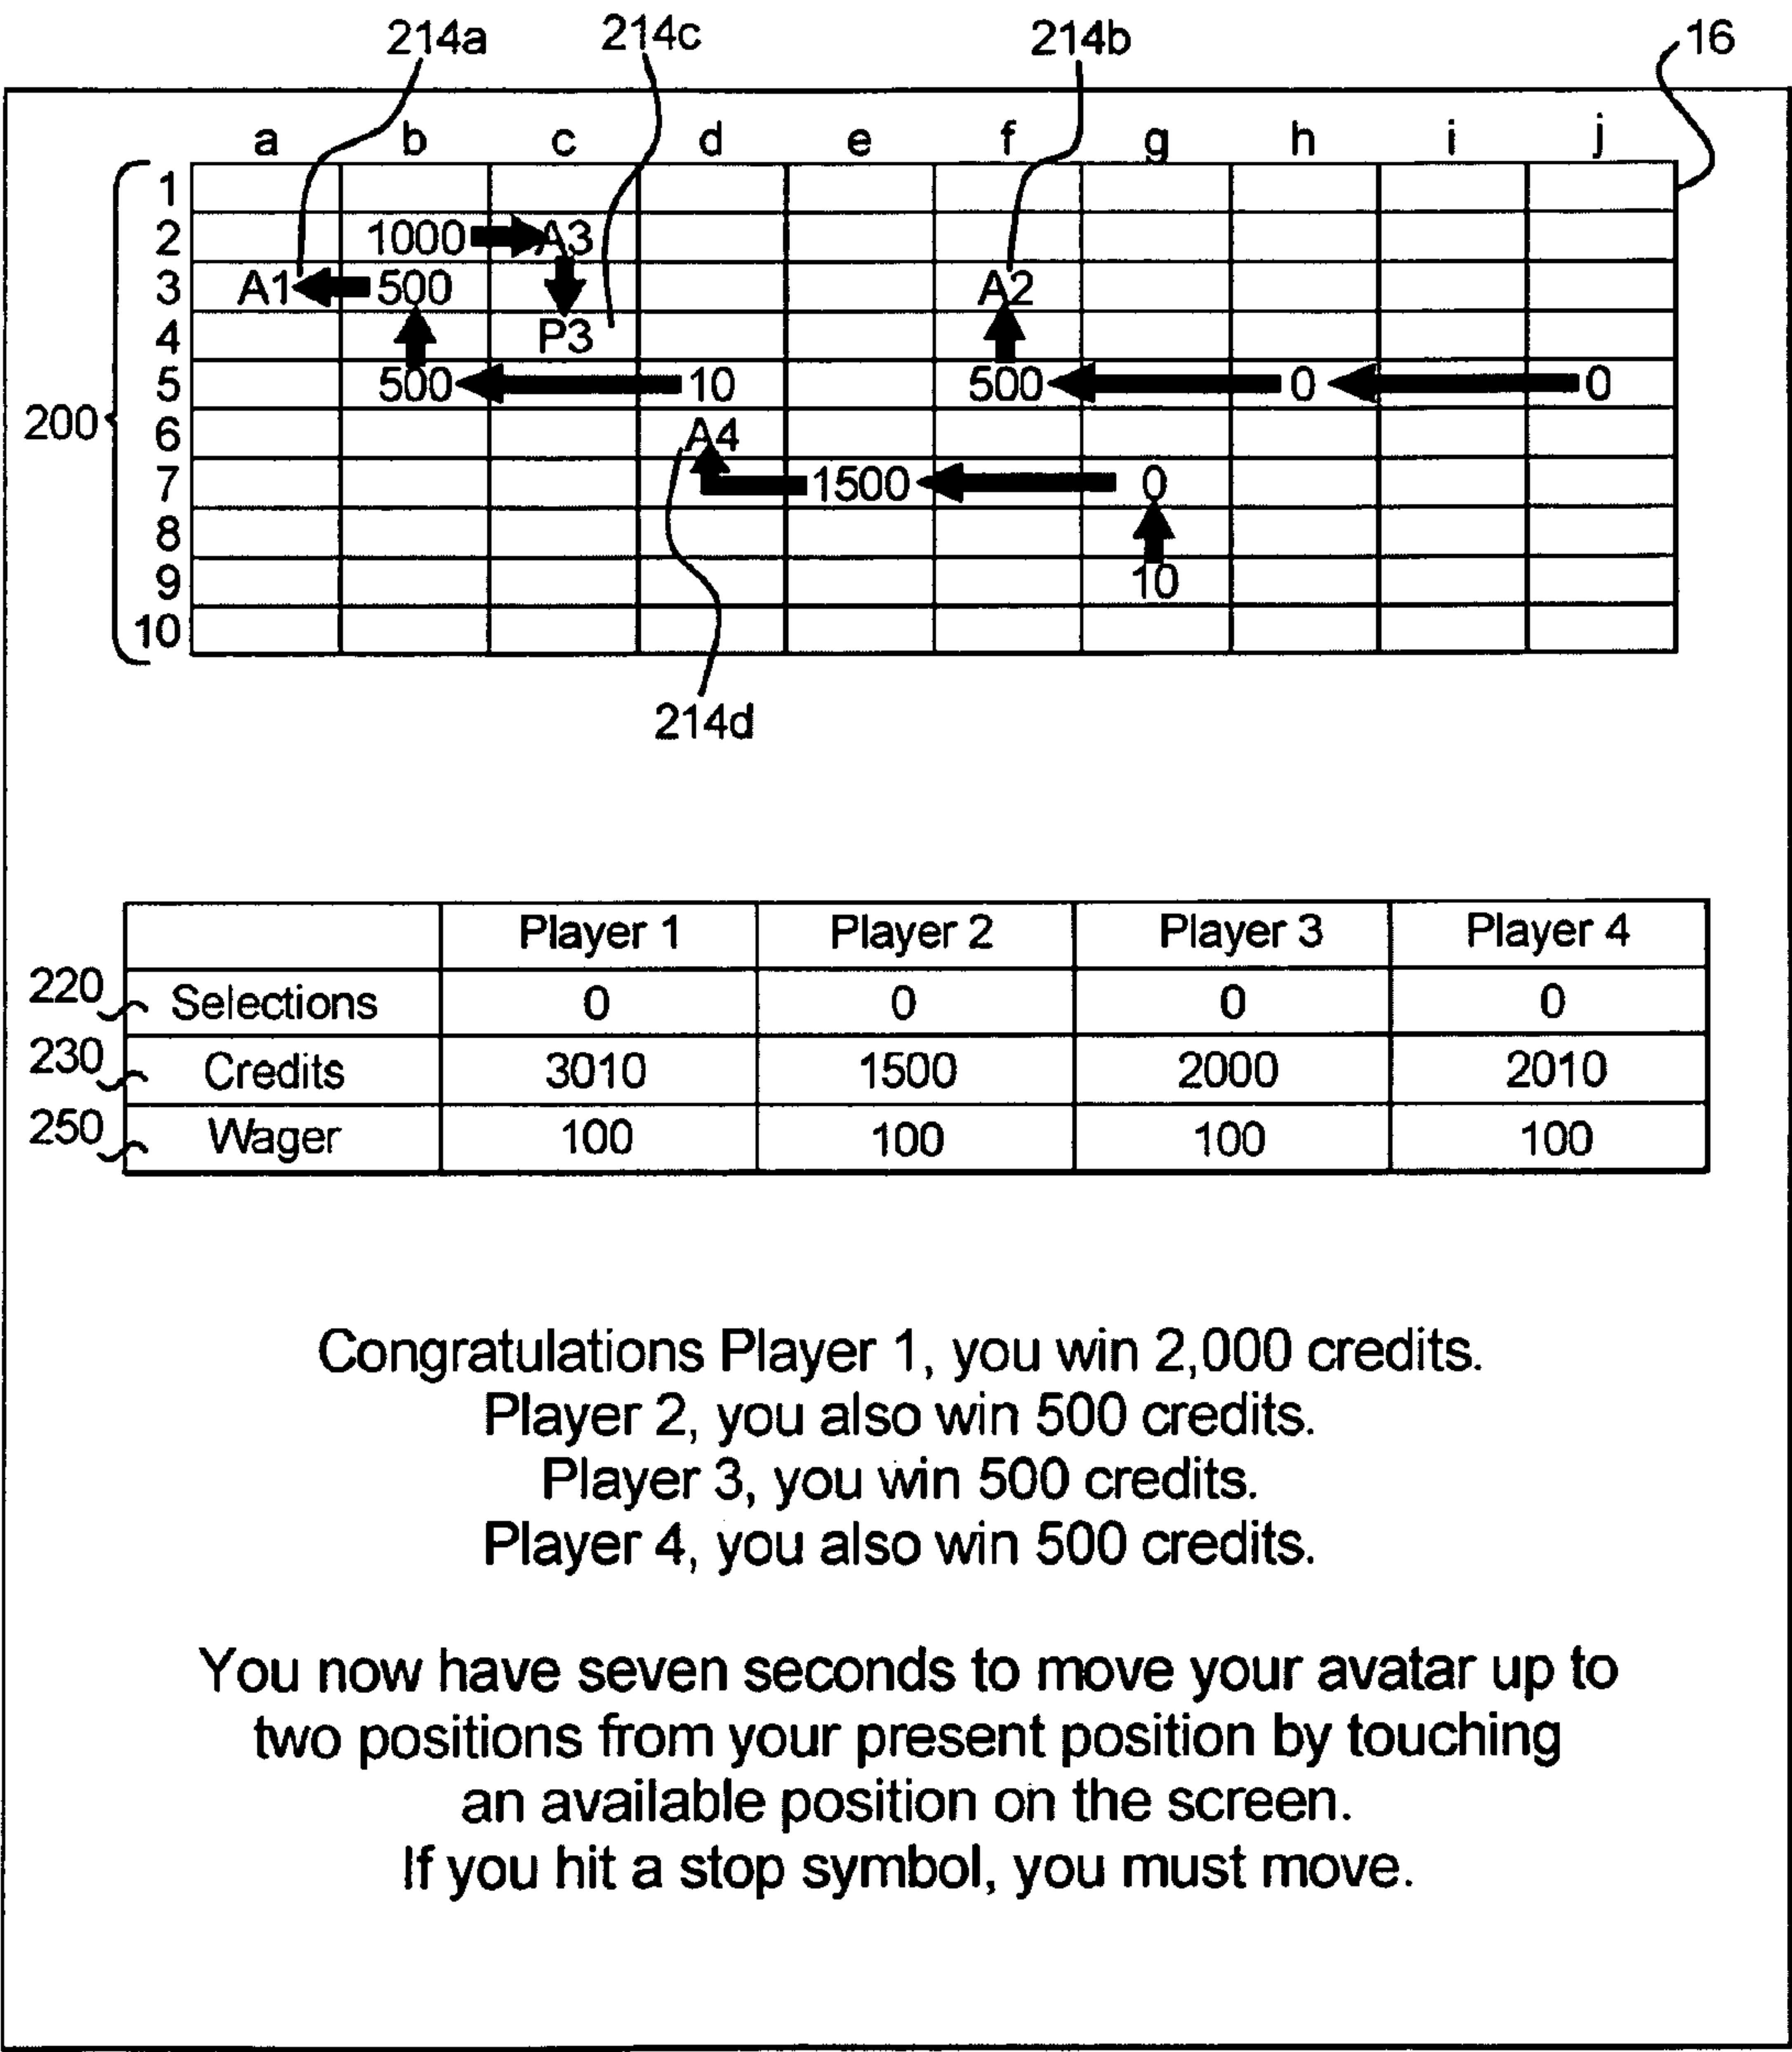 214a 214c 214b 16
a b c d e f g h i j
1
2 1000 A3
3 A1 500 A2
4 P3
5 500 10 500 0 0
200
6 A4
7 1500 0
8
9 10
10
214d
Player 1 Player 2 Player 3 Player 4
220 Selections 0 0 0 0
230 Credits 3010 1500 2000 2010
250 Wager 100 100 100 100
Congratulations Player 1, you win 2,000 credits.
Player 2, you also win 500 credits.
Player 3, you win 500 credits.
Player 4, you also win 500 credits.
You now have seven seconds to move your avatar up to
two positions from your present position by touching
an available position on the screen.
If you hit a stop symbol, you must move.